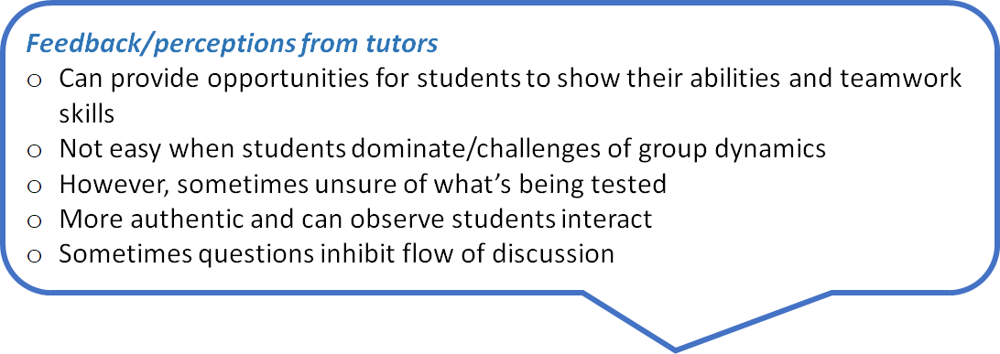 Feedback/perceptions from tutors
o Can provide opportunities for students to show their abilities and teamwork
skills
o Not easy when students dominate/challenges of group dynamics
o However, sometimes unsure of what’s being tested
o More authentic and can observe students interact
o Sometimes questions inhibit flow of discussion